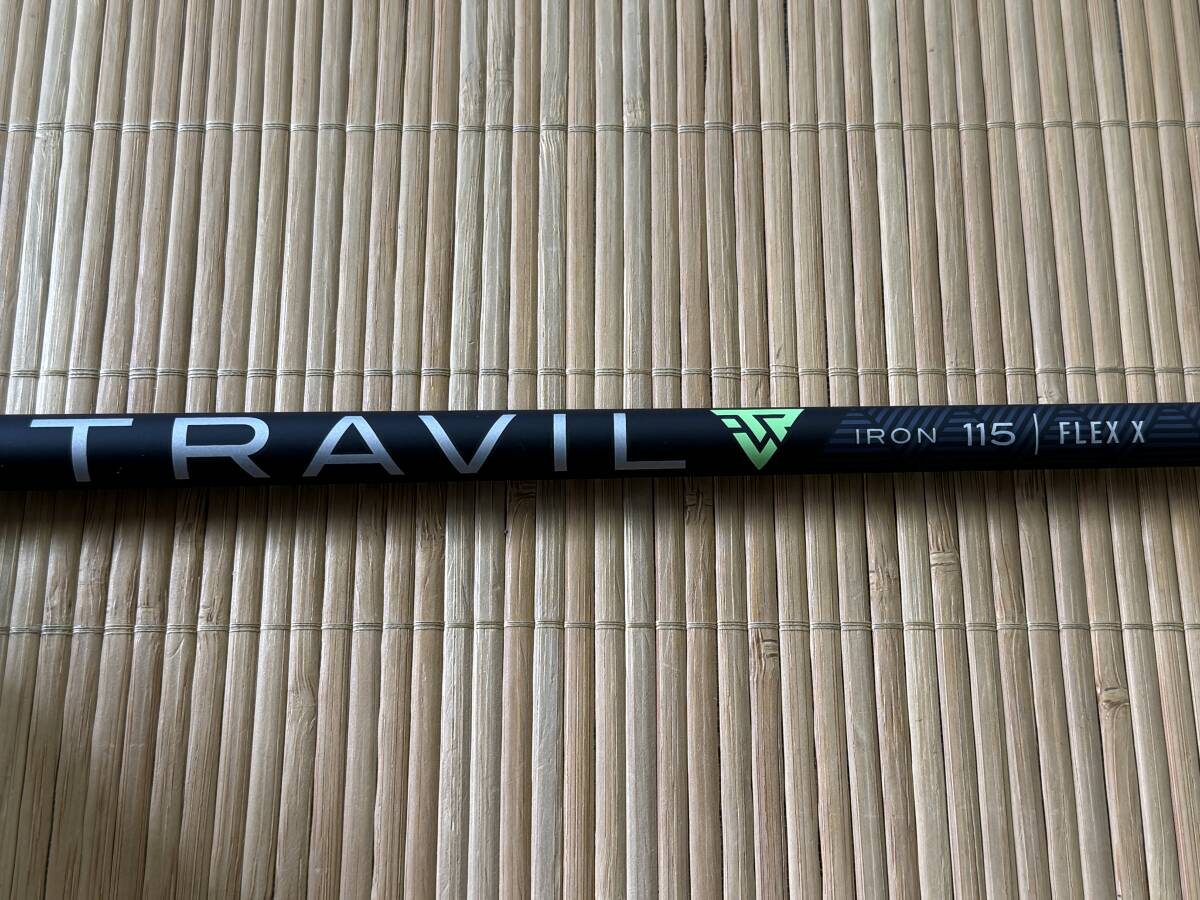 TRAVIL IRON 115 | FLEX X